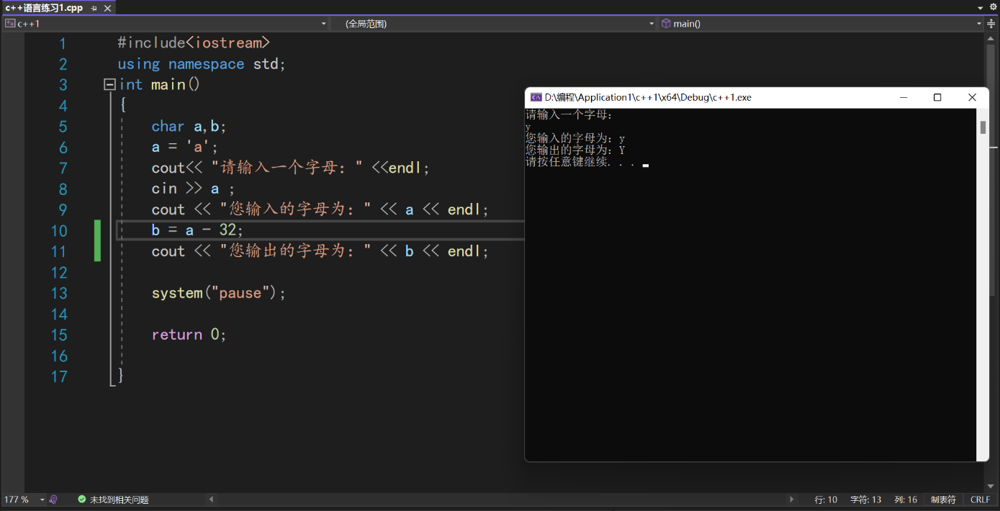 c++语言练习1.cpp
c++1 (全局范围) main()
1 #include<iostream>
2 using namespace std;
3 int main()
4 {
5 char a,b;
6 a = 'a';
7 cout<< "请输入一个字母：" <<endl;
8 cin >> a ;
9 cout << "您输入的字母为：" << a << endl;
10 b = a - 32;
11 cout << "您输出的字母为：" << b << endl;
12
13 system("pause");
14
15 return 0;
16
17 }
D:\编程\Application1\c++1\x64\Debug\c++1.exe
请输入一个字母：
y
您输入的字母为：y
您输出的字母为：Y
请按任意键继续. . .
177 % 未找到相关问题 行: 10 字符: 13 列: 16 制表符 CRLF